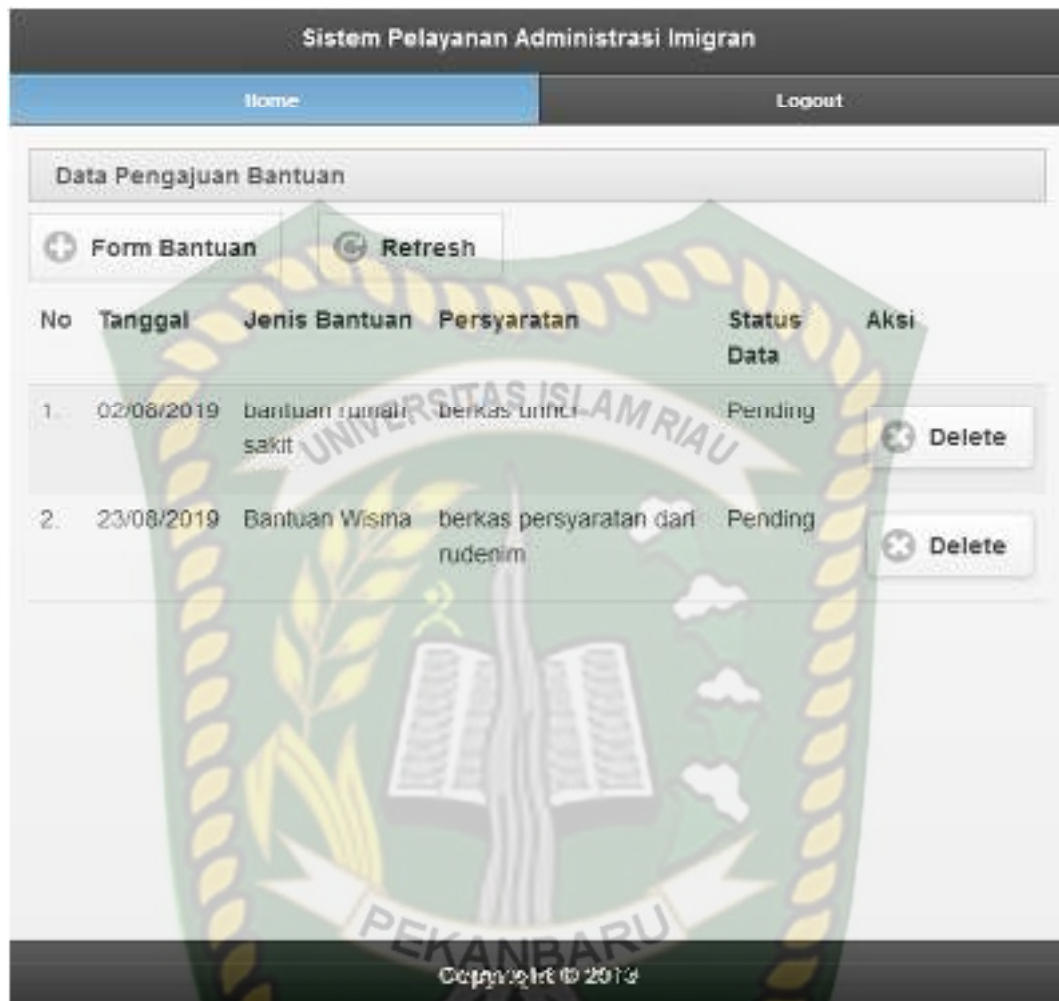 Sistem Pelayanan Administrasi Imigran
Home Logout
Data Pengajuan Bantuan
Form Bantuan Refresh
No Tanggal Jenis Bantuan Persyaratan Status Data Aksi
1. 02/08/2019 bantuan rumah sakit berkas Pending Delete
2. 23/08/2019 Bantuan Wisma berkas persyaratan dari rudenim Pending Delete
UNIVERSITAS ISLAM RIAU
PEKANBARU
Copyright ©